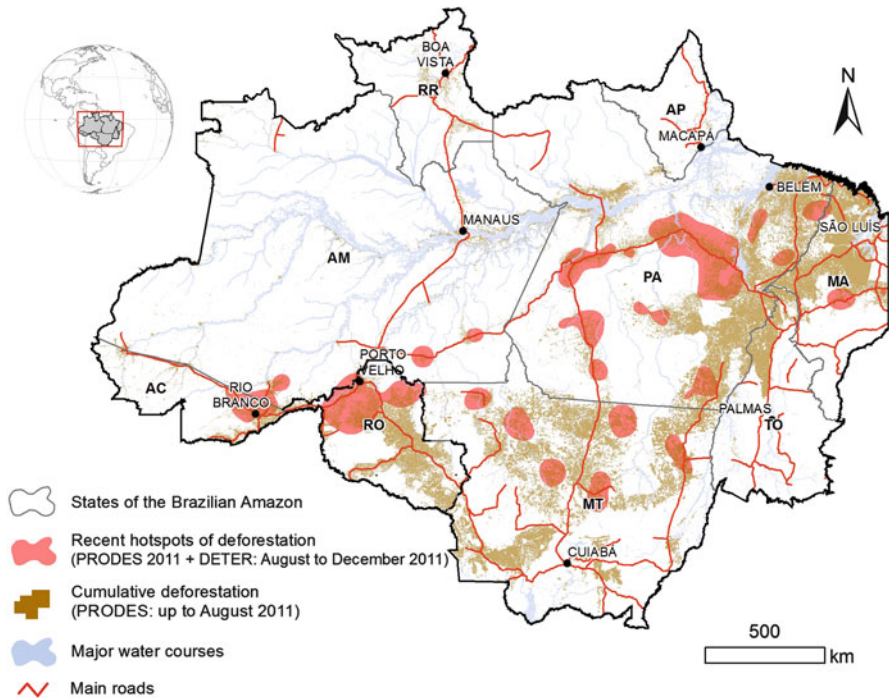 BOA
VISTA
RR
AP
N
MACAPÁ
BELÉM
SÃO LUÍS
MANAUS
AM
PA
MA
PORTO
VELHO
AC
RIO
BRANCO
RO
PALMAS
TO
MT
CUIABÁ
States of the Brazilian Amazon
Recent hotspots of deforestation
(PRODES 2011 + DETER: August to December 2011)
Cumulative deforestation
(PRODES: up to August 2011)
Major water courses
Main roads
500
km